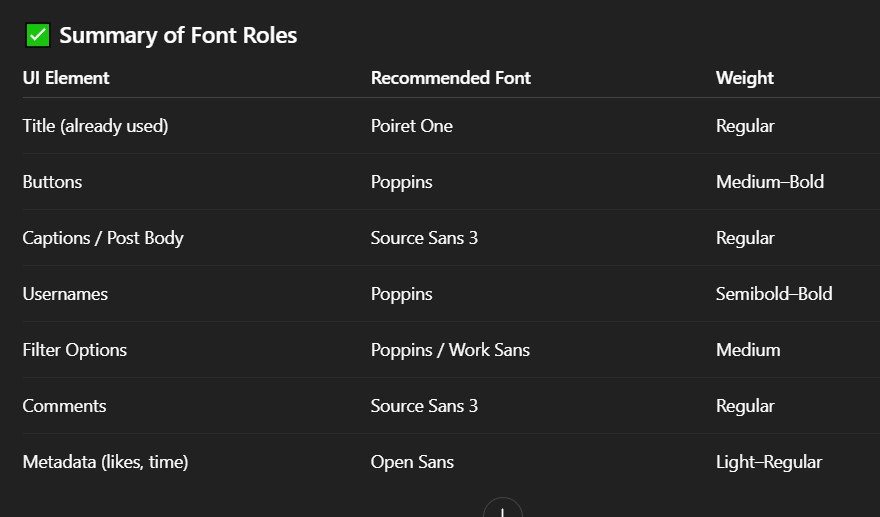 ✅ Summary of Font Roles
UI Element Recommended Font Weight
Title (already used) Poiret One Regular
Buttons Poppins Medium–Bold
Captions / Post Body Source Sans 3 Regular
Usernames Poppins Semibold–Bold
Filter Options Poppins / Work Sans Medium
Comments Source Sans 3 Regular
Metadata (likes, time) Open Sans Light–Regular